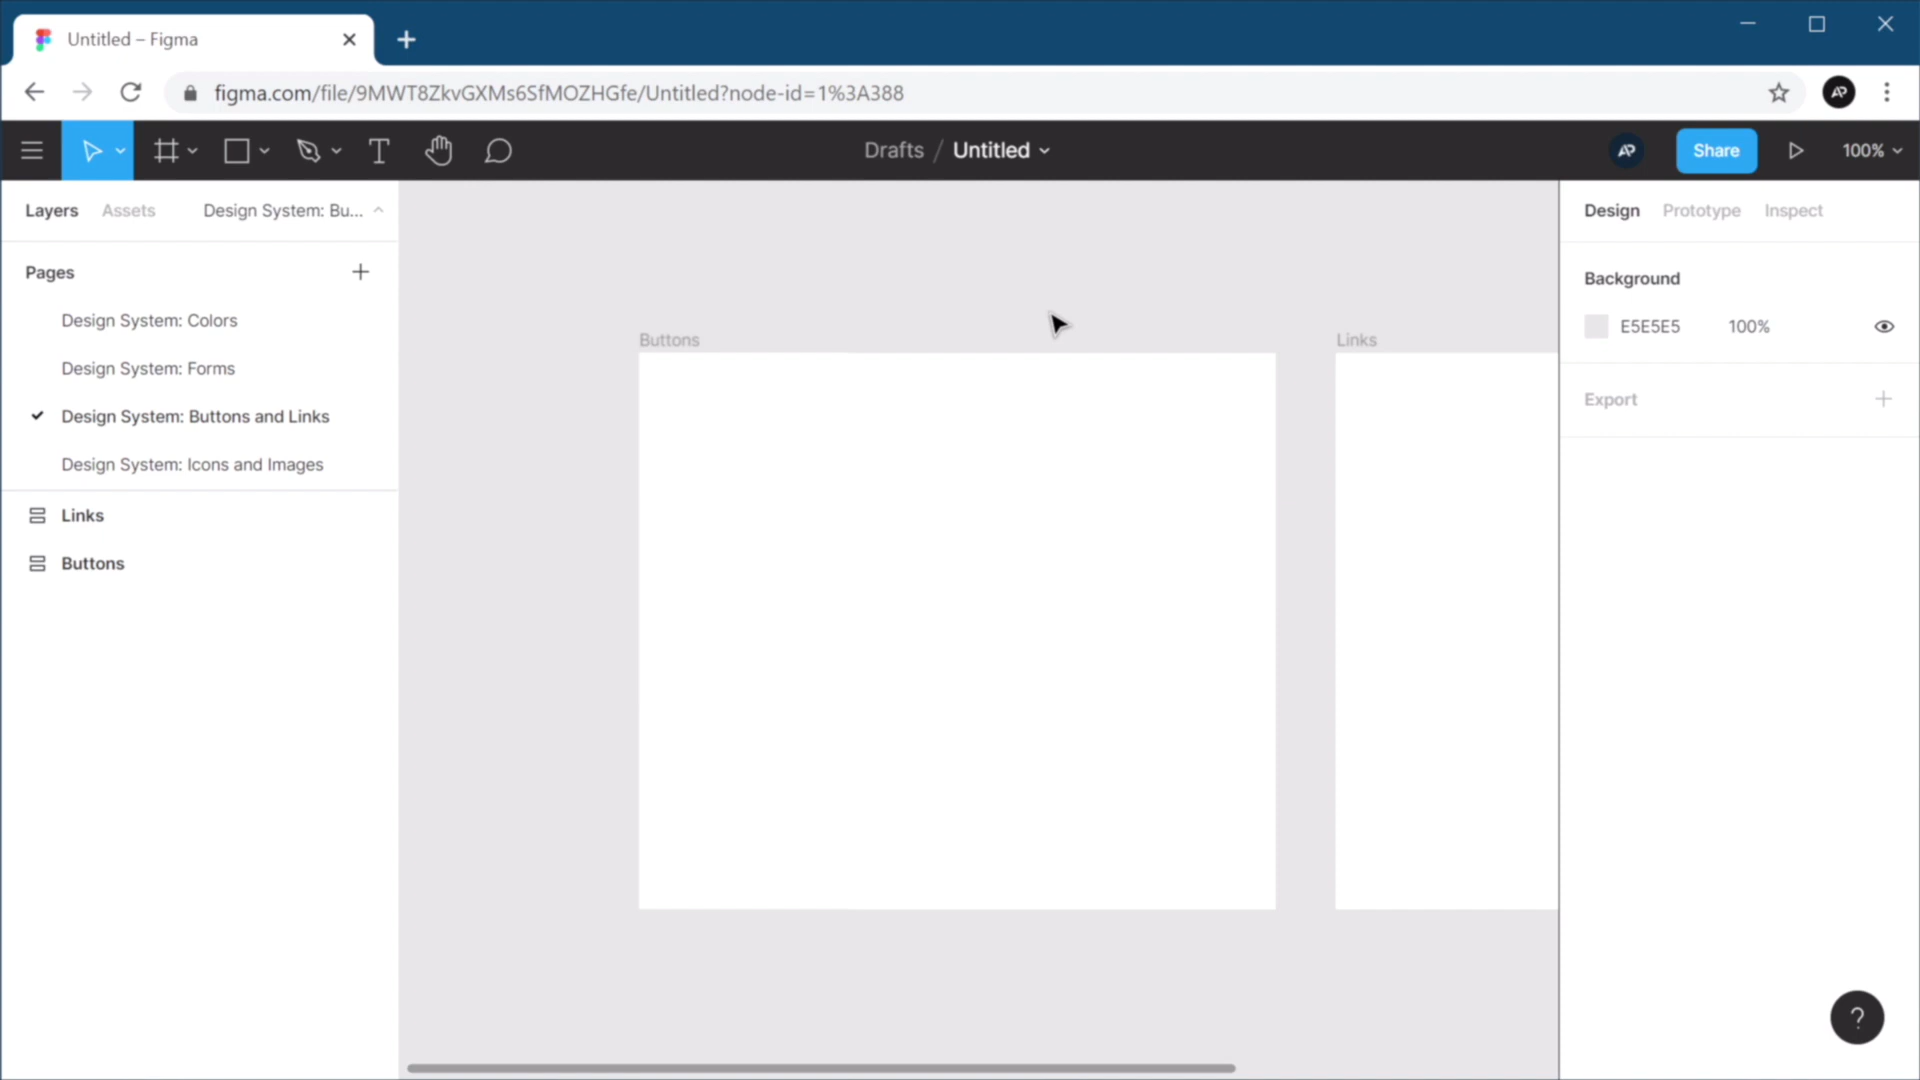 Untitled – Figma
figma.com/file/9MWT8ZkvGXMs6SfMOZHGfe/Untitled?node-id=1%3A388
AP
Drafts / Untitled
AP
Share
100%
Layers
Assets
Design System: Bu...
Pages
Design System: Colors
Design System: Forms
Design System: Buttons and Links
Design System: Icons and Images
Links
Buttons
Buttons
Links
Design
Prototype
Inspect
Background
E5E5E5
100%
Export
?